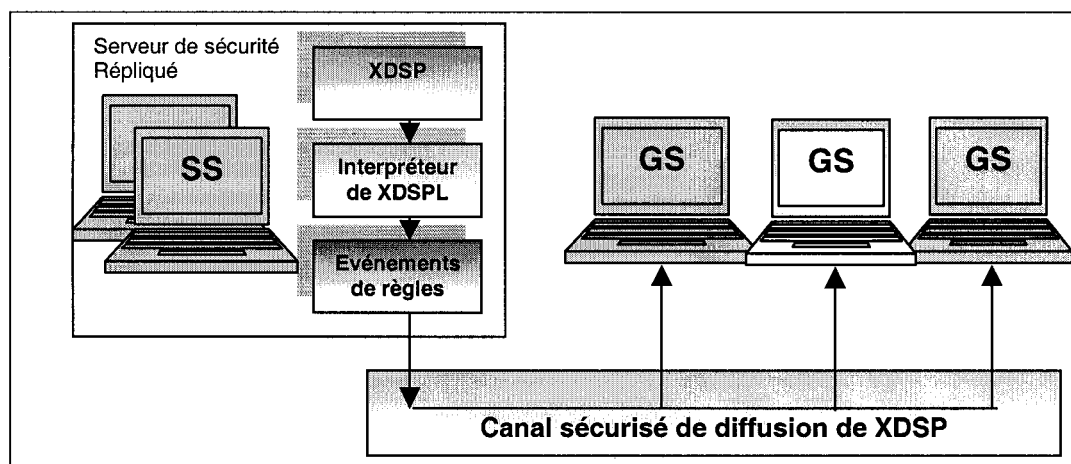 Serveur de sécurité
Répliqué
XDSP
SS
Interpréteur
de XDSPL
Evénements
de règles
GS
GS
GS
Canal sécurisé de diffusion de XDSP